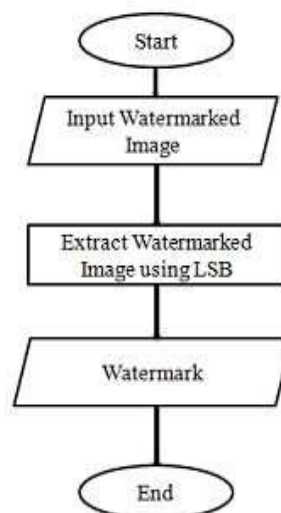 Start
Input Watermarked
Image
Extract Watermarked
Image using LSB
Watermark
End